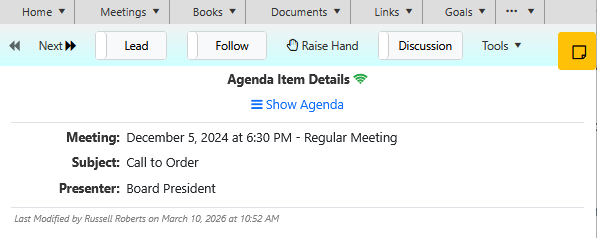 Home Meetings Books Documents Links Goals •••
Next Lead Follow Raise Hand Discussion Tools
Agenda Item Details
Show Agenda
Meeting: December 5, 2024 at 6:30 PM - Regular Meeting
Subject: Call to Order
Presenter: Board President
Last Modified by Russell Roberts on March 10, 2026 at 10:52 AM